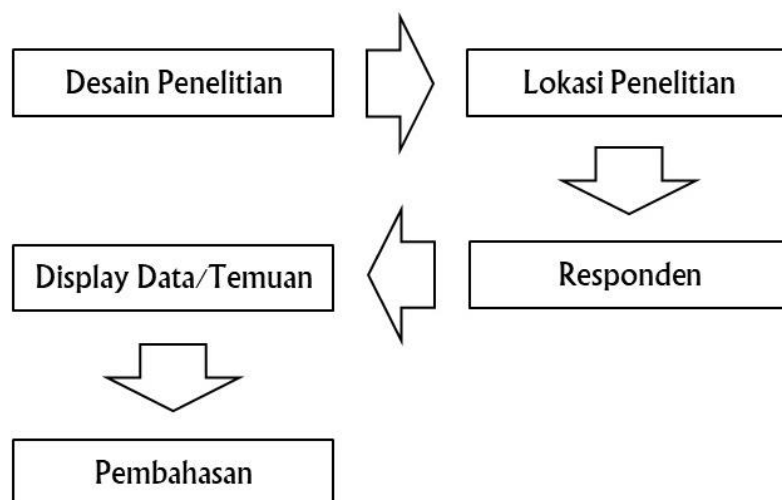 Desain Penelitian
Lokasi Penelitian
Responden
Display Data/Temuan
Pembahasan